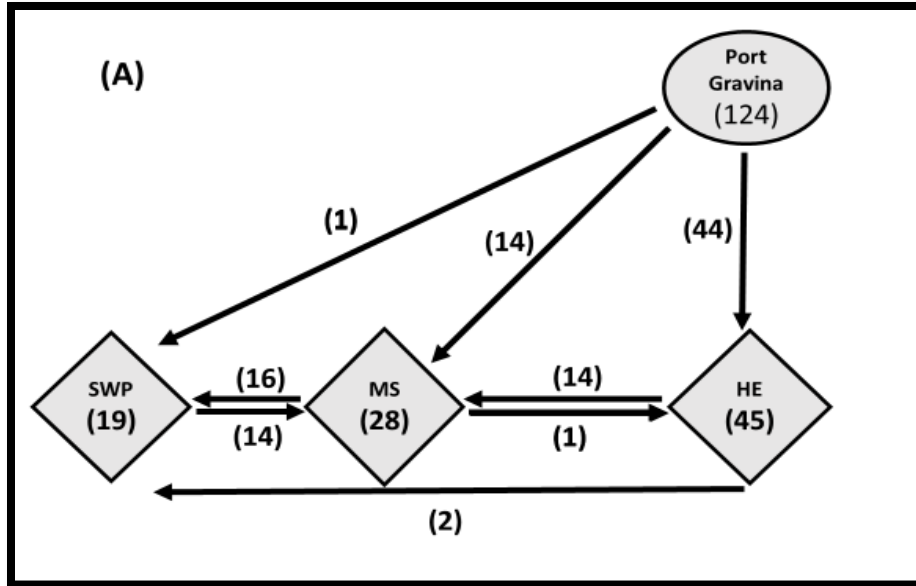 (A)
Port
Gravina
(124)
(1)
(14)
(44)
SWP
(19)
(16)
(14)
MS
(28)
(14)
(1)
HE
(45)
(2)